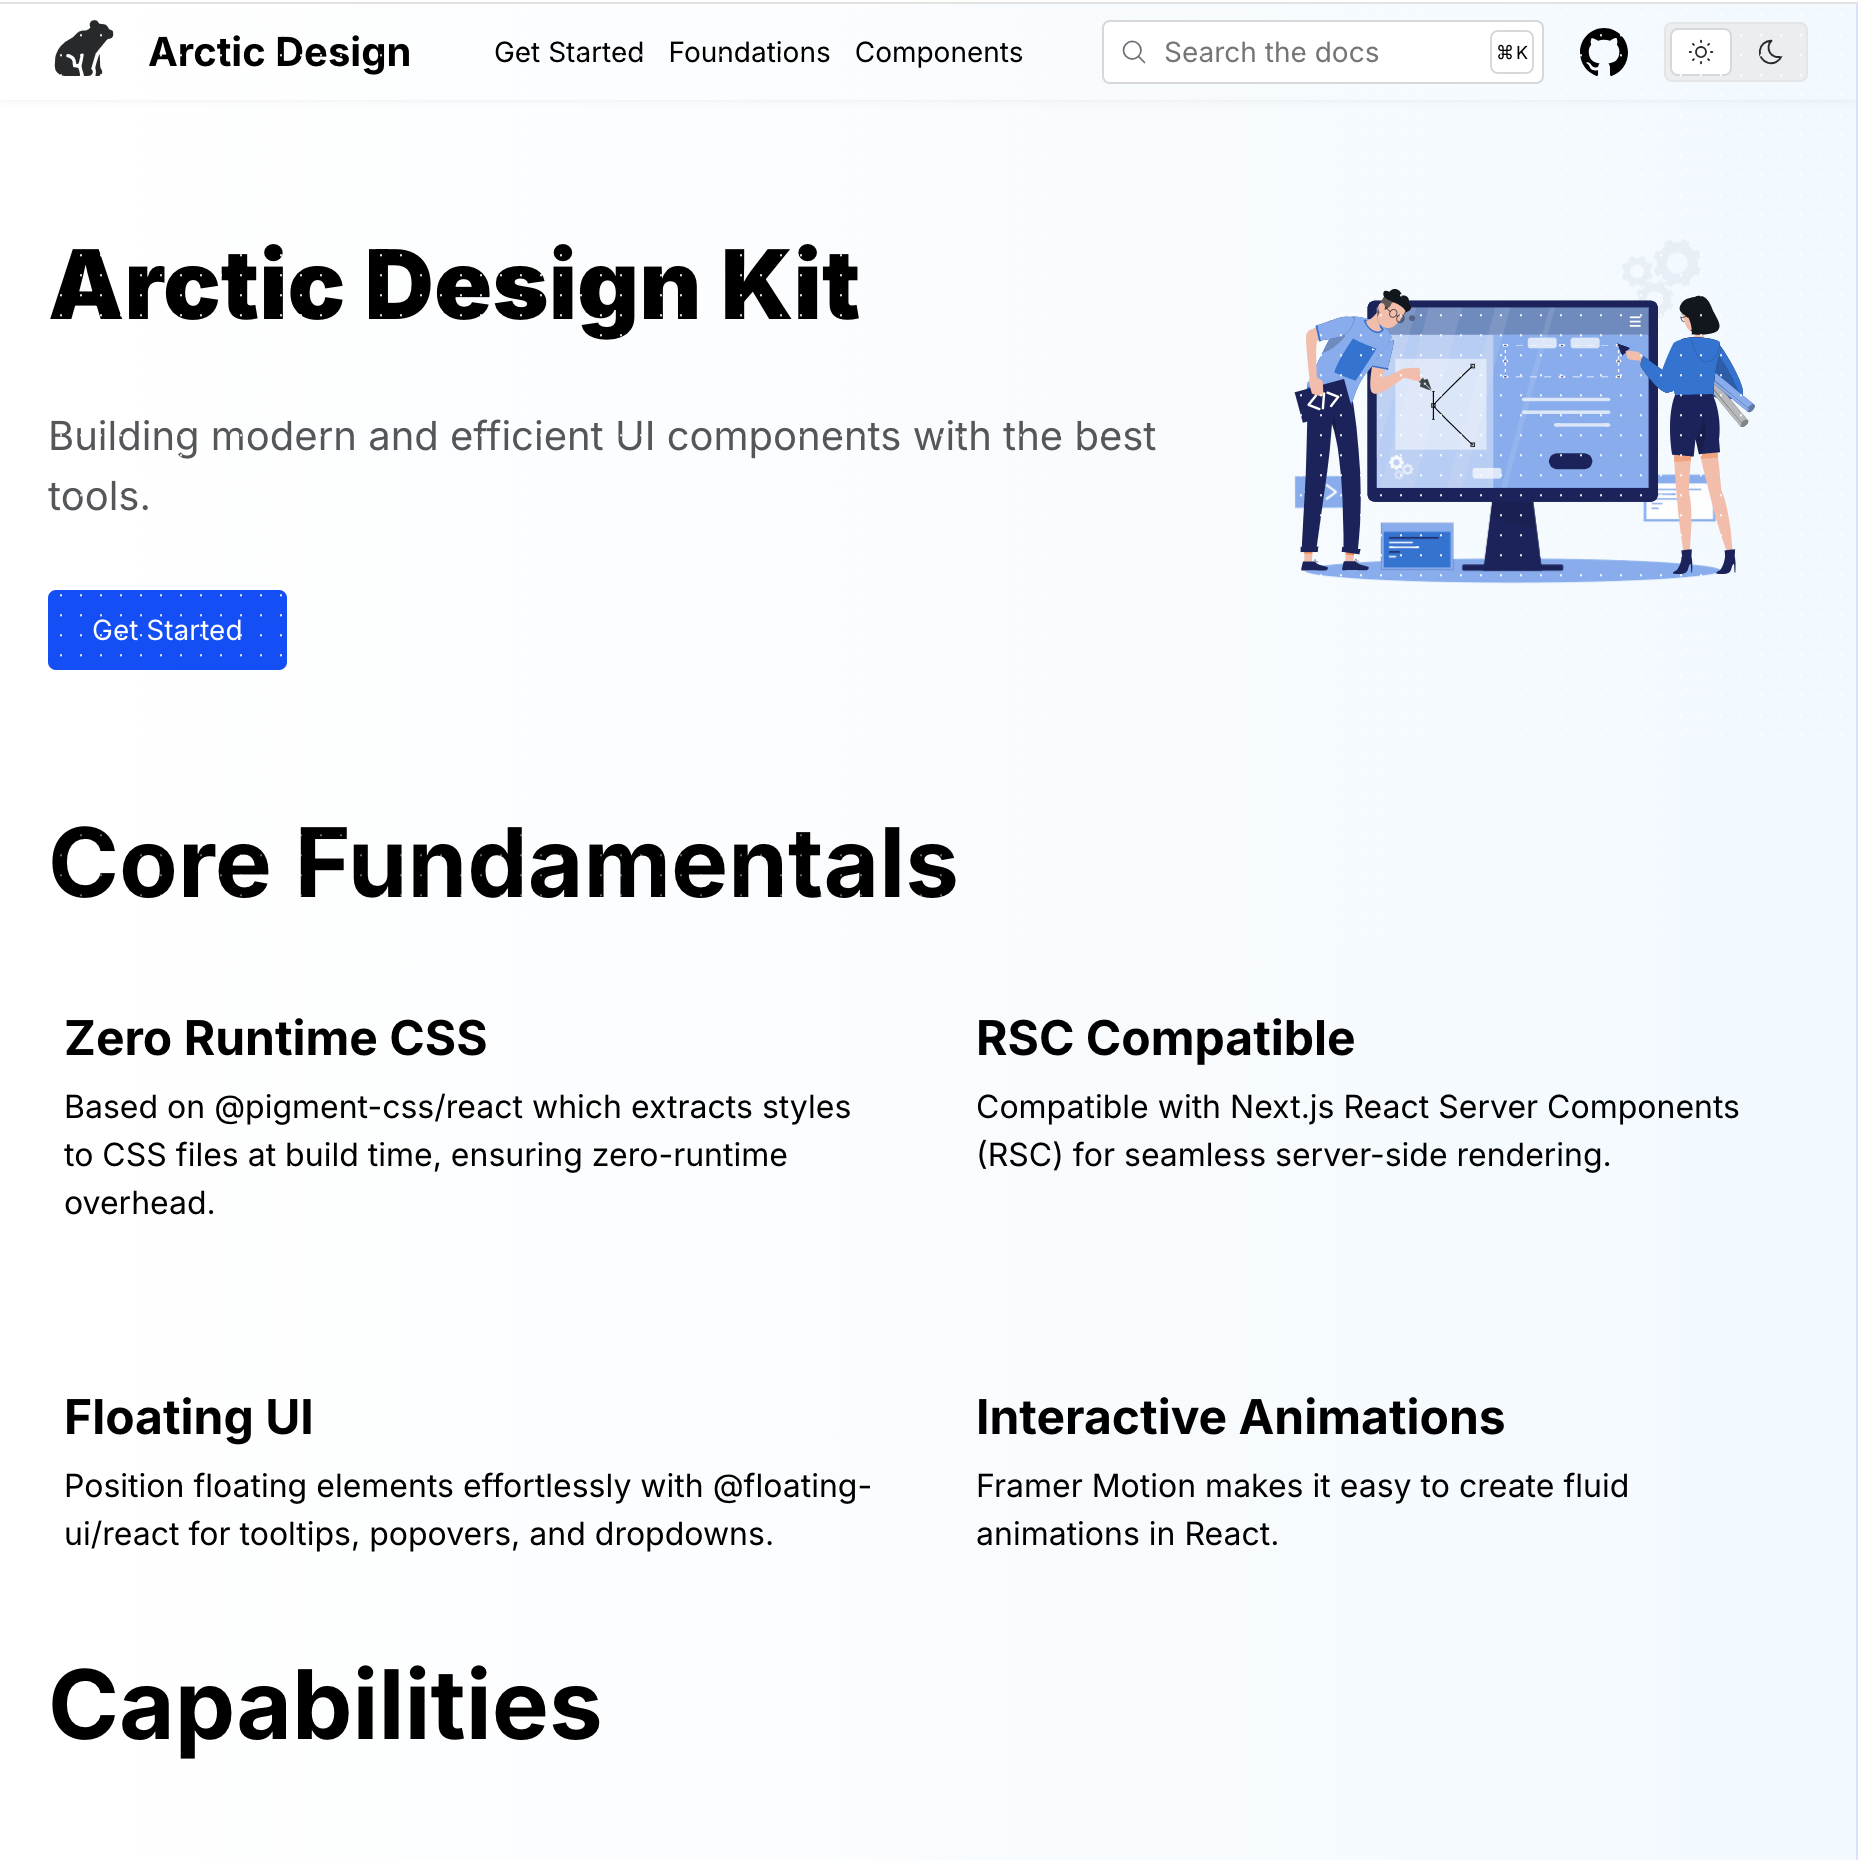 Arctic Design
Get Started Foundations Components
Search the docs
⌘K
Arctic Design Kit
Building modern and efficient UI components with the best
tools.
</>
Get Started
Core Fundamentals
Zero Runtime CSS
Based on @pigment-css/react which extracts styles
to CSS files at build time, ensuring zero-runtime
overhead.
RSC Compatible
Compatible with Next.js React Server Components
(RSC) for seamless server-side rendering.
Floating UI
Position floating elements effortlessly with @floating-
ui/react for tooltips, popovers, and dropdowns.
Interactive Animations
Framer Motion makes it easy to create fluid
animations in React.
Capabilities